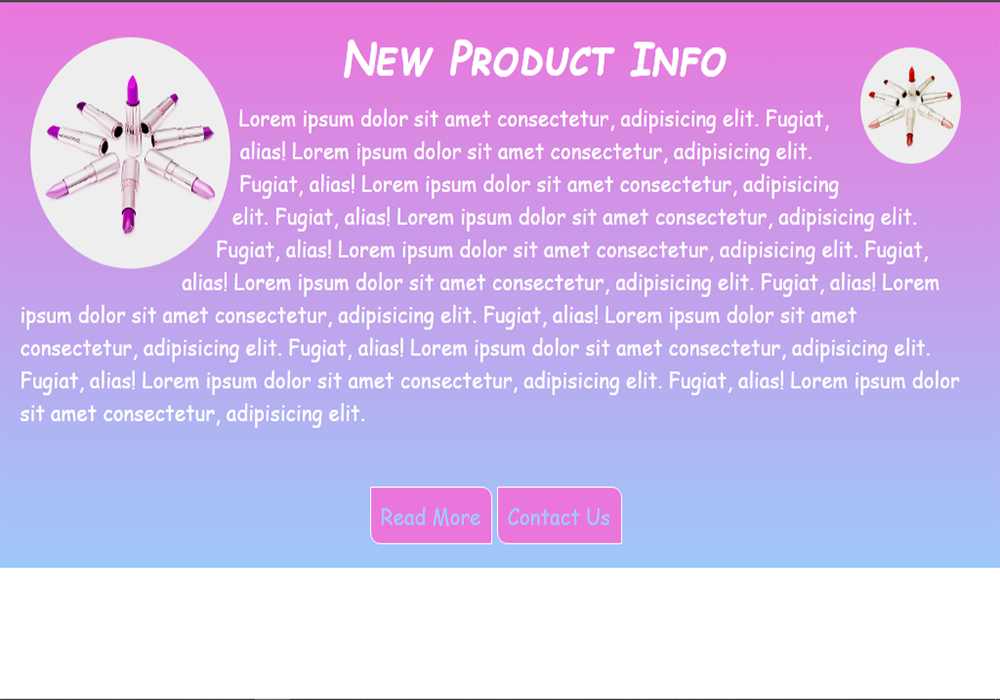 New Product Info
Lorem ipsum dolor sit amet consectetur, adipisicing elit. Fugiat,
alias! Lorem ipsum dolor sit amet consectetur, adipisicing elit.
Fugiat, alias! Lorem ipsum dolor sit amet consectetur, adipisicing
elit. Fugiat, alias! Lorem ipsum dolor sit amet consectetur, adipisicing elit.
Fugiat, alias! Lorem ipsum dolor sit amet consectetur, adipisicing elit. Fugiat,
alias! Lorem ipsum dolor sit amet consectetur, adipisicing elit. Fugiat, alias! Lorem
ipsum dolor sit amet consectetur, adipisicing elit. Fugiat, alias! Lorem ipsum dolor sit amet
consectetur, adipisicing elit. Fugiat, alias! Lorem ipsum dolor sit amet consectetur, adipisicing elit.
Fugiat, alias! Lorem ipsum dolor sit amet consectetur, adipisicing elit. Fugiat, alias! Lorem ipsum dolor
sit amet consectetur, adipisicing elit.
Read More
Contact Us